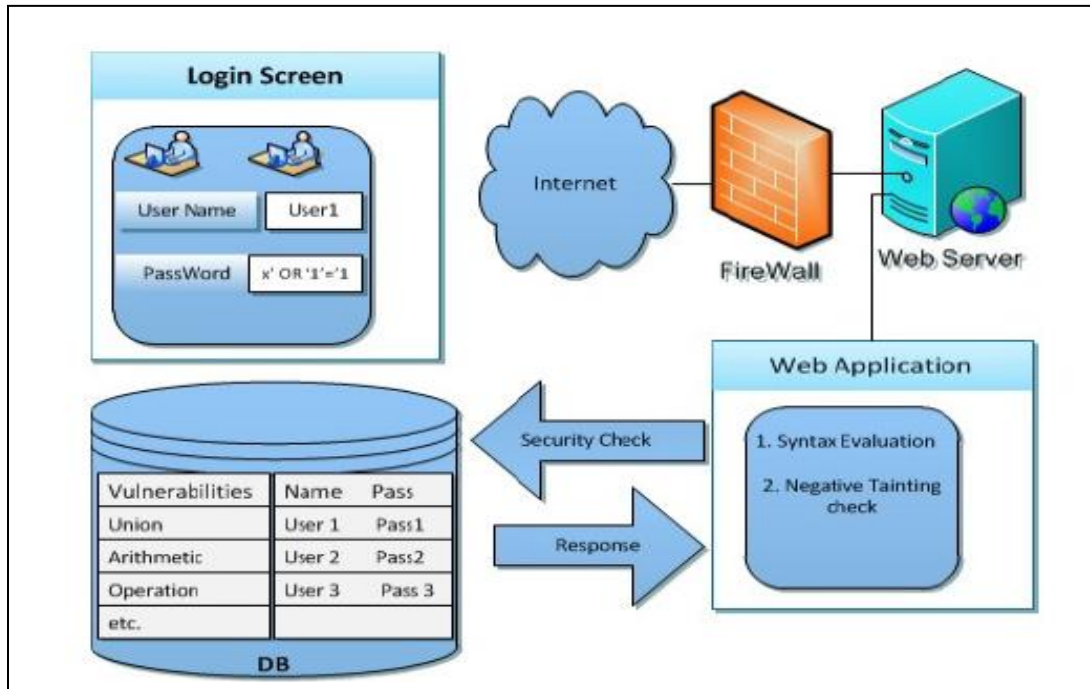 Login Screen
User Name
User1
PassWord
x' OR '1'='1
Internet
FireWall
Web Server
Web Application
1. Syntax Evaluation
2. Negative Tainting
check
Security Check
Response
Vulnerabilities
Union
Arithmetic
Operation
etc.
Name Pass
User 1 Pass1
User 2 Pass2
User 3 Pass 3
DB